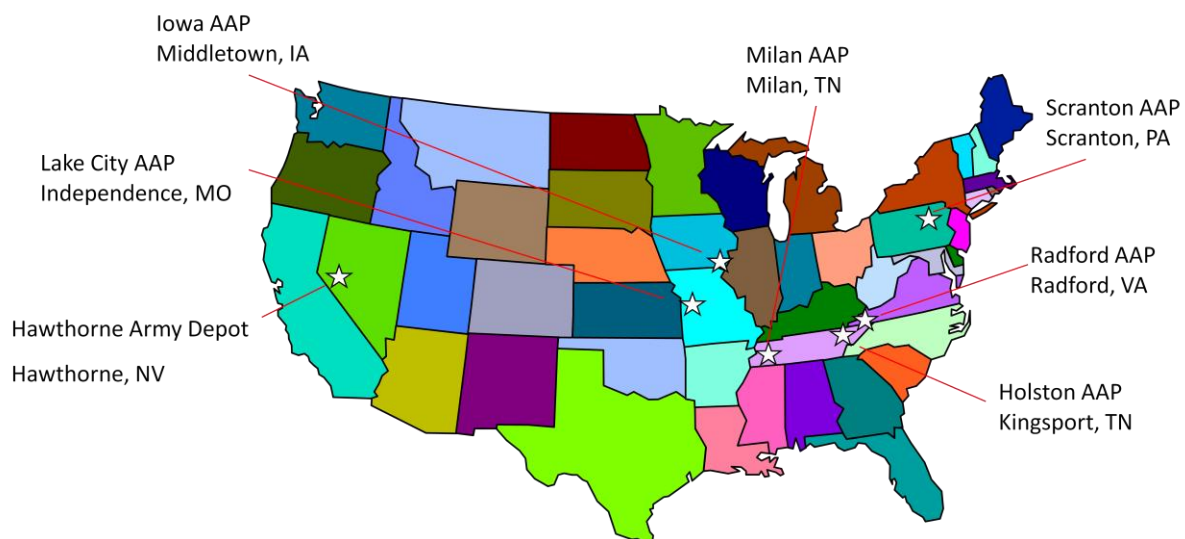 Iowa AAP
Middletown, IA
Milan AAP
Milan, TN
Scranton AAP
Scranton, PA
Lake City AAP
Independence, MO
Radford AAP
Radford, VA
Hawthorne Army Depot
Hawthorne, NV
Holston AAP
Kingsport, TN